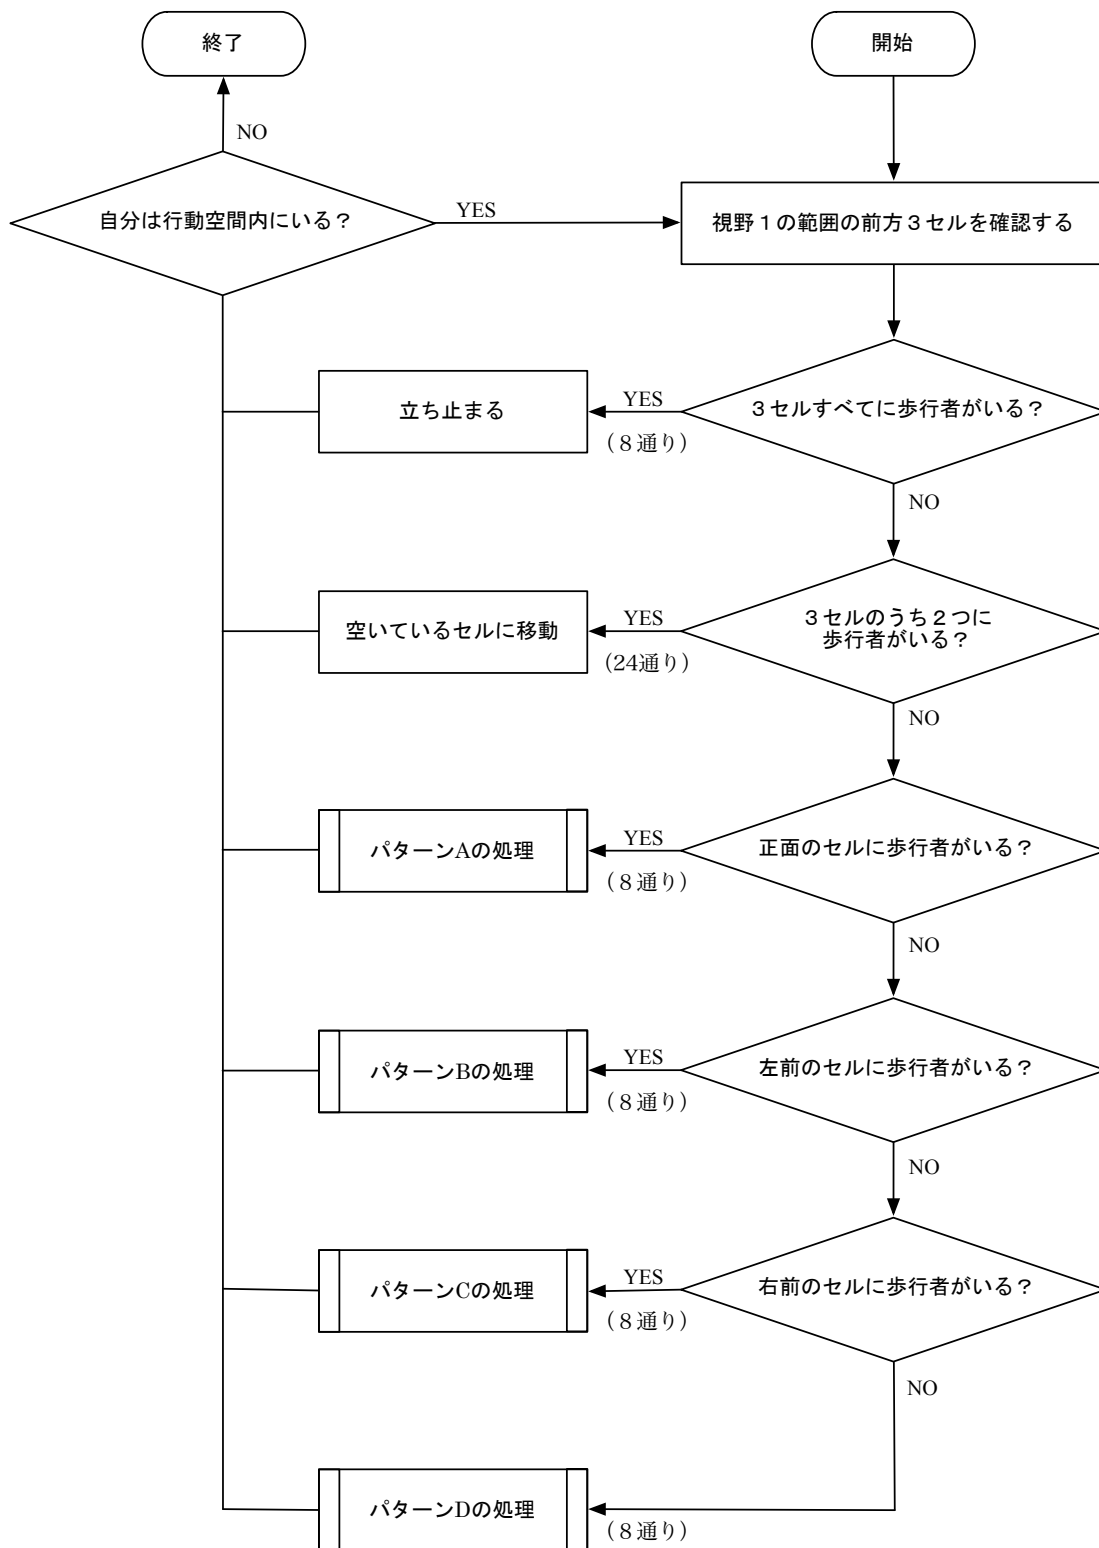 終了
開始
NO
自分は行動空間内にいる？
YES
視野１の範囲の前方３セルを確認する
立ち止まる
YES
（８通り）
３セルすべてに歩行者がいる？
NO
空いているセルに移動
YES
（24通り）
３セルのうち２つに
歩行者がいる？
NO
パターンAの処理
YES
（８通り）
正面のセルに歩行者がいる？
NO
パターンBの処理
YES
（８通り）
左前のセルに歩行者がいる？
NO
パターンCの処理
YES
（８通り）
右前のセルに歩行者がいる？
NO
パターンDの処理
（８通り）